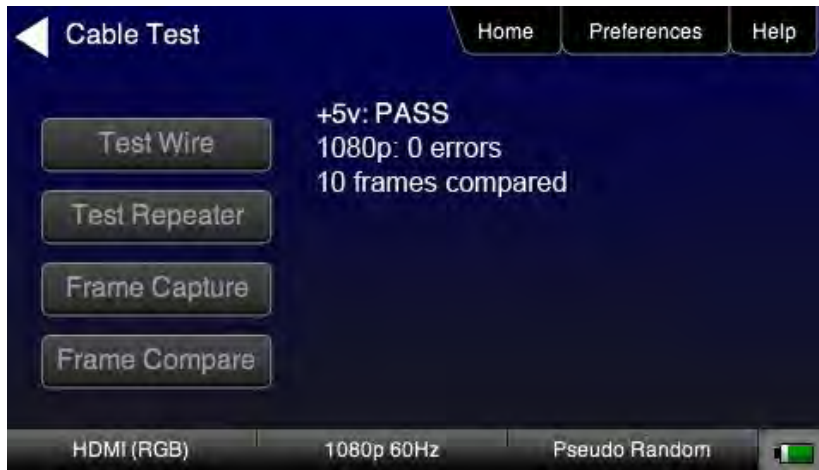 Cable Test
Home
Preferences
Help
Test Wire
Test Repeater
Frame Capture
Frame Compare
+5v: PASS
1080p: 0 errors
10 frames compared
HDMI (RGB)
1080p 60Hz
Pseudo Random